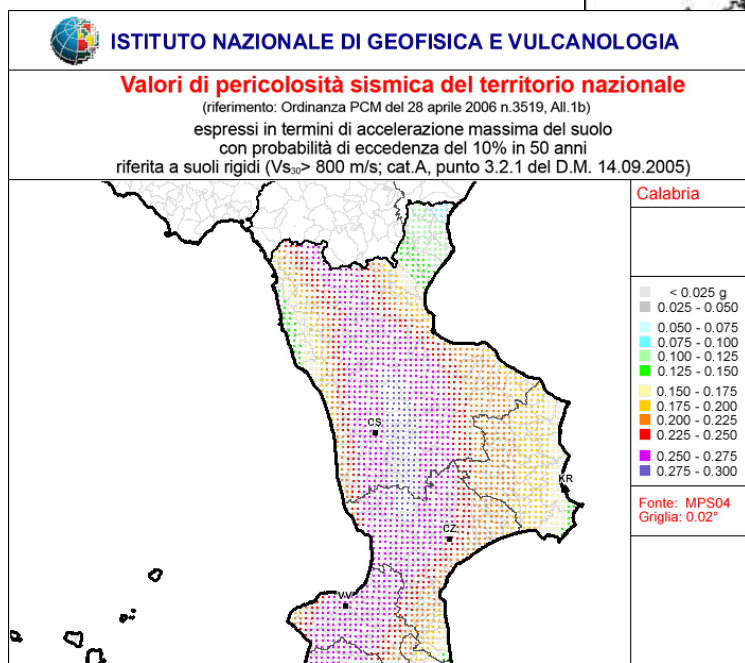 ISTITUTO NAZIONALE DI GEOFISICA E VULCANOLOGIA
Valori di pericolosità sismica del territorio nazionale
(riferimento: Ordinanza PCM del 28 aprile 2006 n.3519, All.1b)
espressi in termini di accelerazione massima del suolo
con probabilità di eccedenza del 10% in 50 anni
riferita a suoli rigidi (Vs₃₀> 800 m/s; cat.A, punto 3.2.1 del D.M. 14.09.2005)
Calabria
< 0.025 g
0.025 - 0.050
0.050 - 0.075
0.075 - 0.100
0.100 - 0.125
0.125 - 0.150
0.150 - 0.175
0.175 - 0.200
0.200 - 0.225
0.225 - 0.250
0.250 - 0.275
0.275 - 0.300
Fonte: MPS04
Griglia: 0.02°
CS
KR
CZ
VV